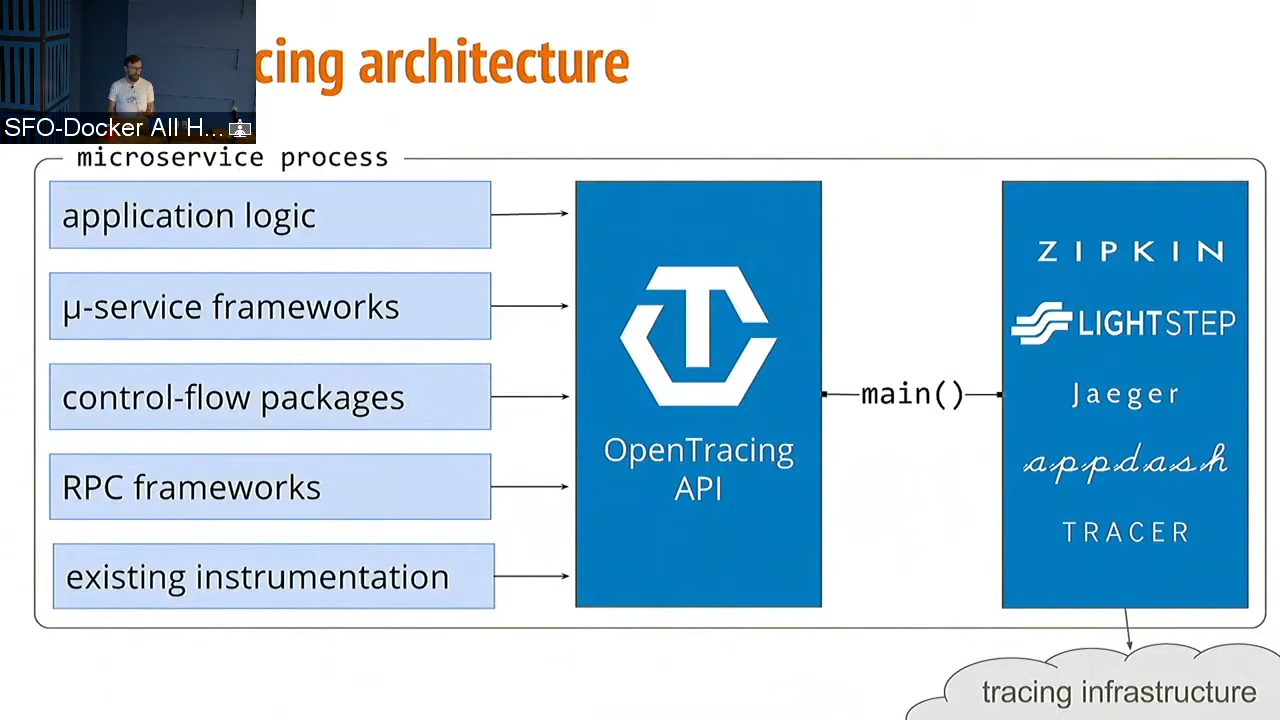 cing architecture
SFO-Docker All H...
microservice process
application logic
µ-service frameworks
control-flow packages
RPC frameworks
existing instrumentation
OpenTracing
API
main()
ZIPKIN
LIGHTSTEP
Jaeger
appdash
TRACER
tracing infrastructure